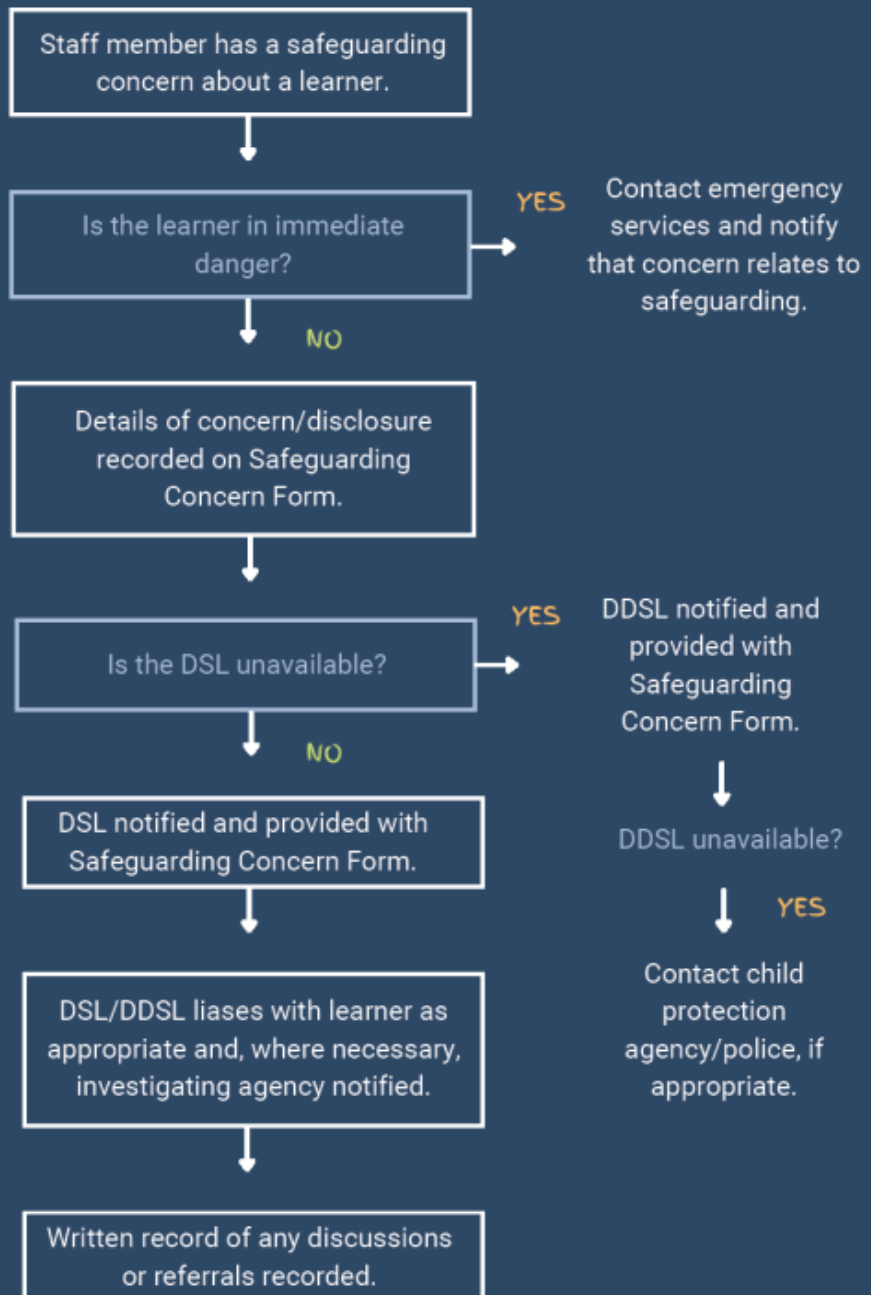 Staff member has a safeguarding
concern about a learner.
Is the learner in immediate
danger?
YES
Contact emergency
services and notify
that concern relates to
safeguarding.
NO
Details of concern/disclosure
recorded on Safeguarding
Concern Form.
Is the DSL unavailable?
YES
DDSL notified and
provided with
Safeguarding
Concern Form.
NO
DSL notified and provided with
Safeguarding Concern Form.
DDSL unavailable?
YES
DSL/DDSL liases with learner as
appropriate and, where necessary,
investigating agency notified.
Contact child
protection
agency/police, if
appropriate.
Written record of any discussions
or referrals recorded.